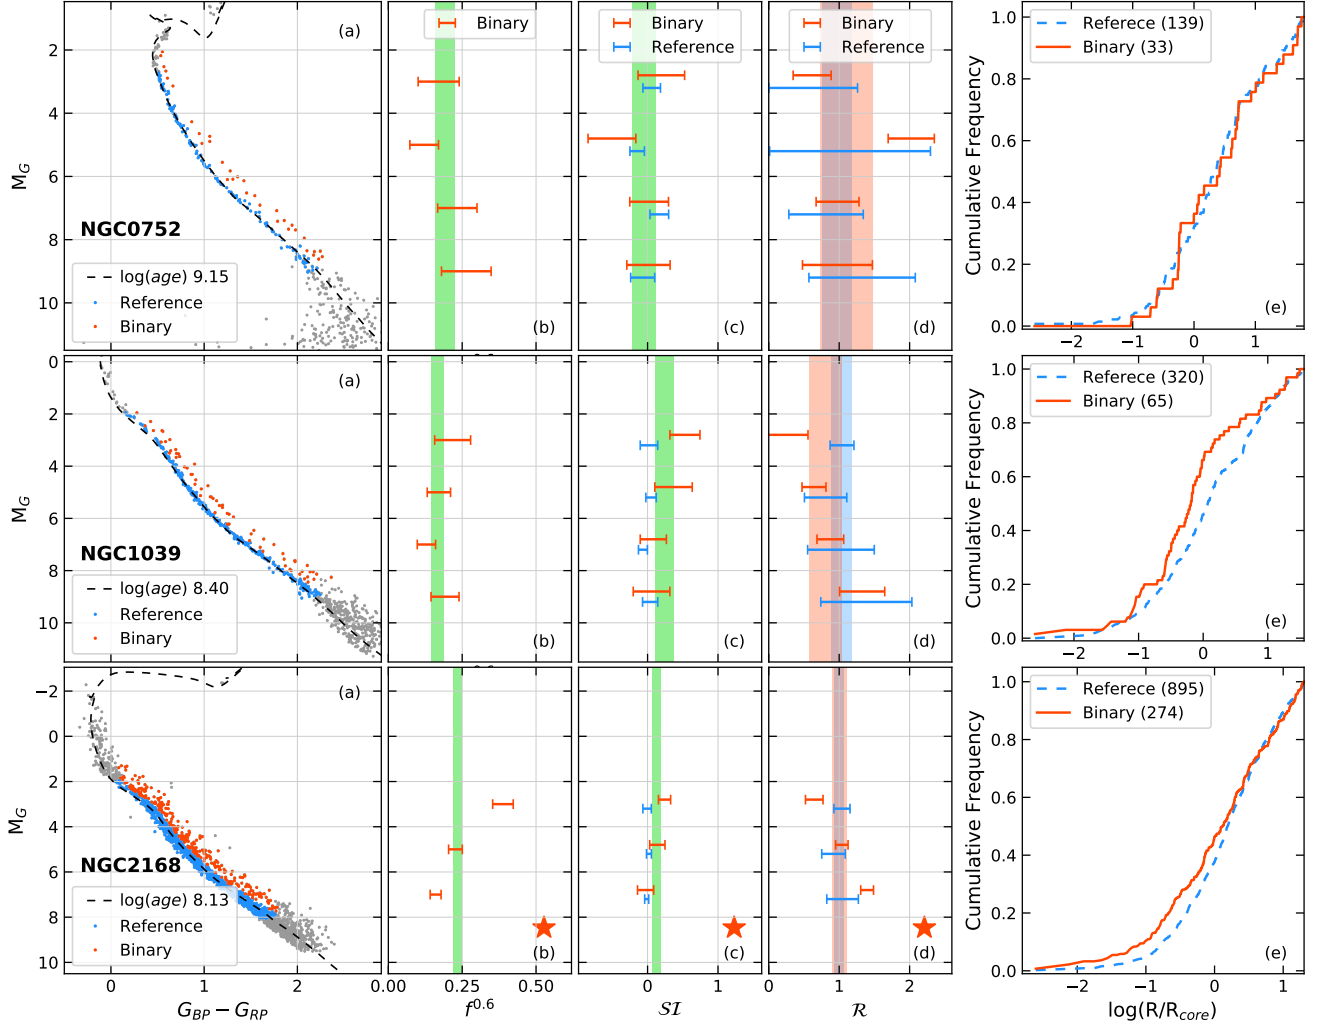 (a)
Binary
Binary
Reference
Binary
Reference
Referece (139)
Binary (33)
M_G
2
4
6
8
10
NGC0752
log(age) 9.15
Reference
Binary
(b)
(c)
(d)
(e)
Cumulative Frequency
0.0
0.2
0.4
0.6
0.8
1.0
−2 −1 0 1
(a)
Referece (320)
Binary (65)
M_G
0
2
4
6
8
10
NGC1039
log(age) 8.40
Reference
Binary
(b)
(c)
(d)
(e)
Cumulative Frequency
0.0
0.2
0.4
0.6
0.8
1.0
−2 −1 0 1
(a)
Referece (895)
Binary (274)
M_G
−2
0
2
4
6
8
10
NGC2168
log(age) 8.13
Reference
Binary
(b)
(c)
(d)
(e)
Cumulative Frequency
0.0
0.2
0.4
0.6
0.8
1.0
0 1 2
0.00 0.25 0.50
0 1
0 1 2
−2 −1 0 1
G_BP − G_RP
f^0.6
SI
R
log(R/R_core)